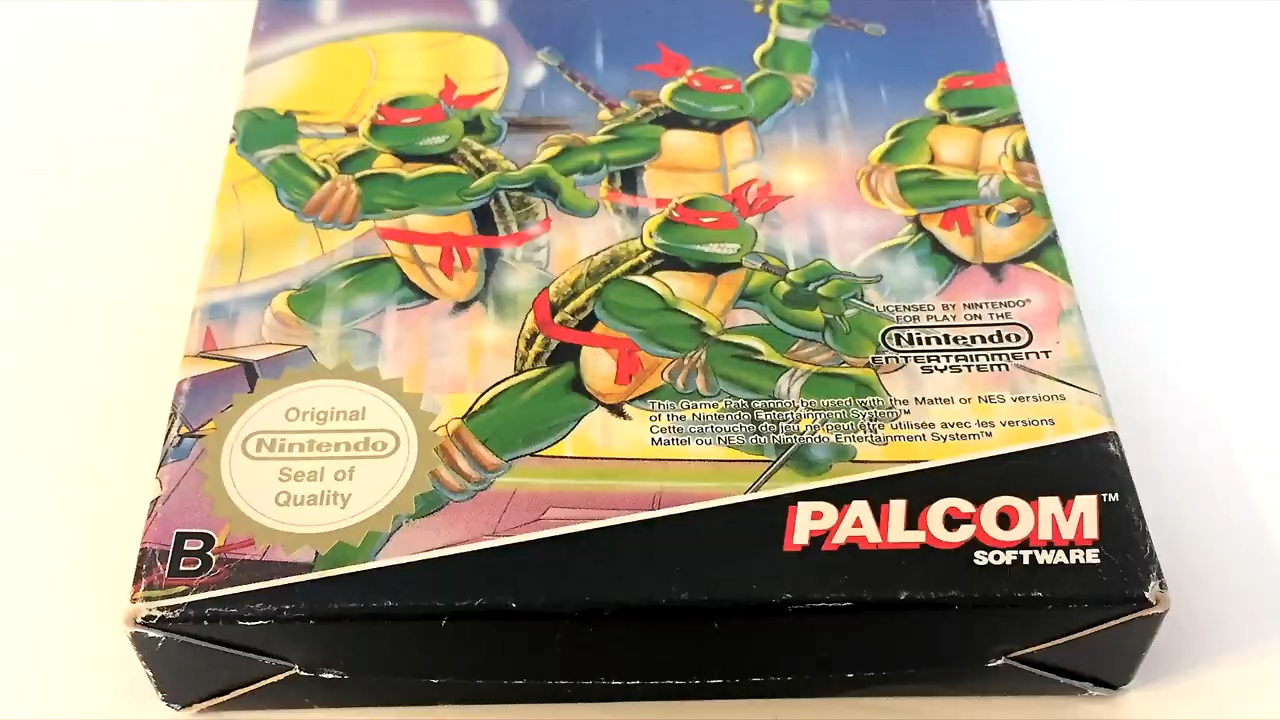 LICENSED BY NINTENDO®
FOR PLAY ON THE
Nintendo
ENTERTAINMENT
SYSTEM™
This Game Pak cannot be used with the Mattel or NES versions
of the Nintendo Entertainment System™
Cette cartouche de jeu ne peut être utilisée avec les versions
Mattel ou NES du Nintendo Entertainment System™
Original
Nintendo
Seal of
Quality
B
PALCOM™
SOFTWARE